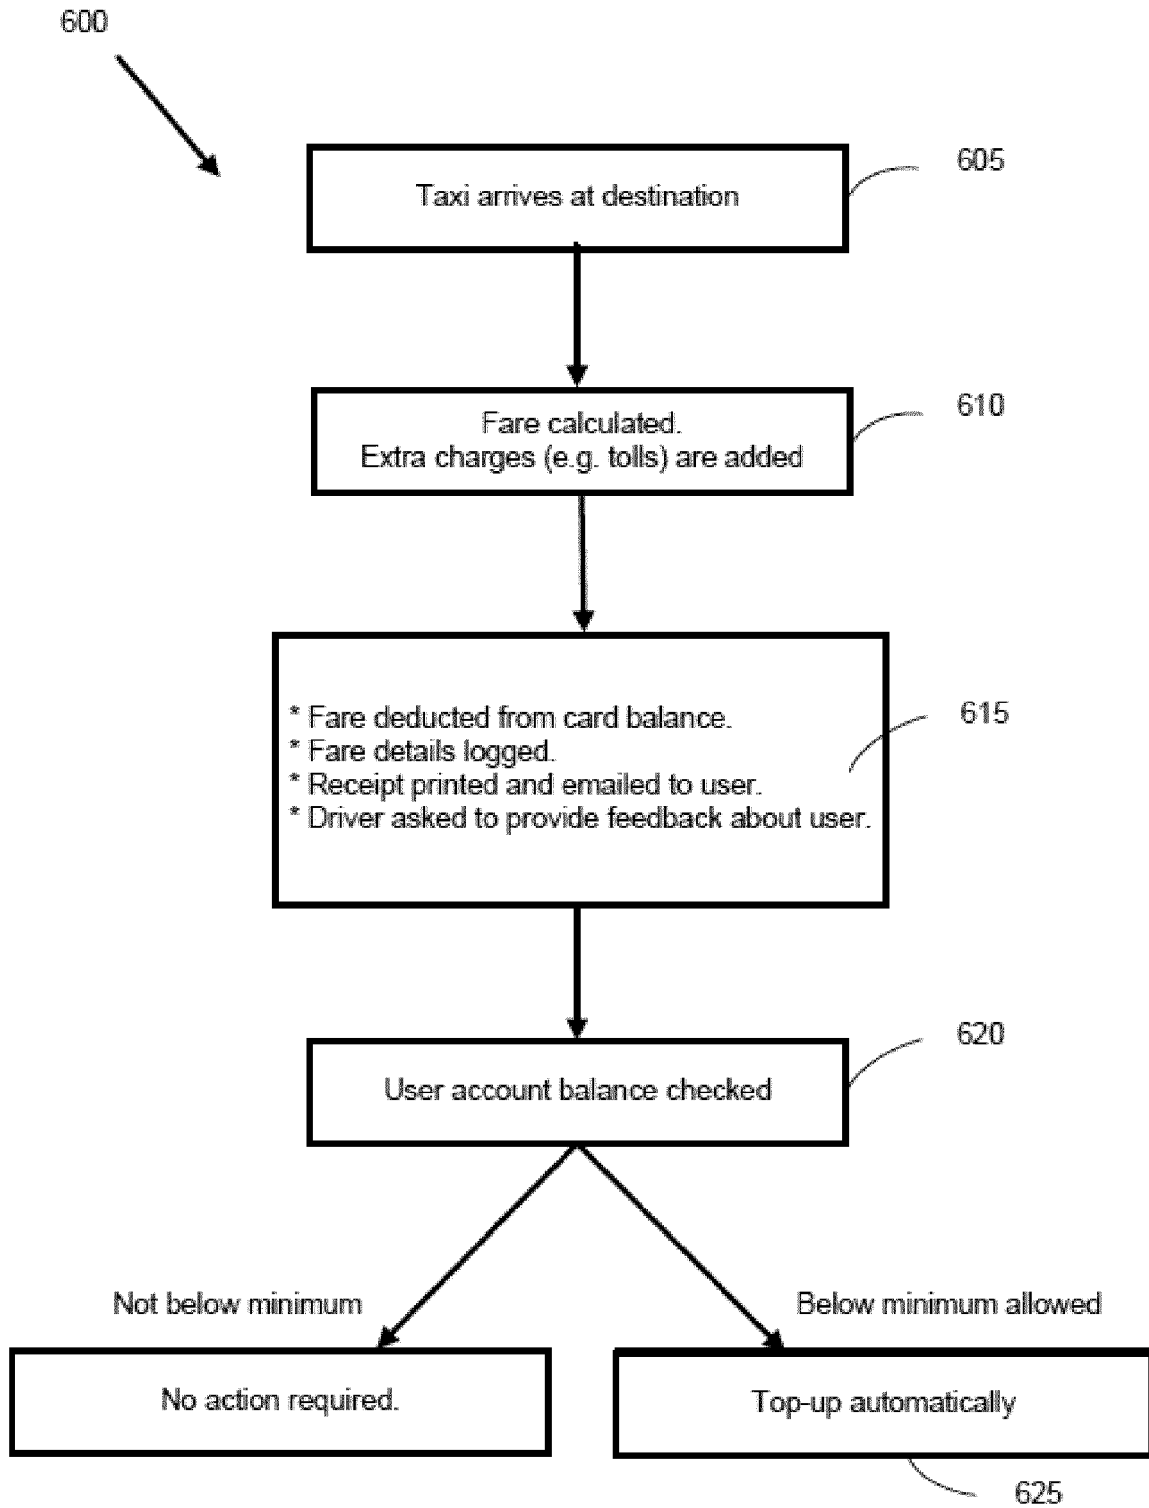 600
Taxi arrives at destination
605
Fare calculated.
Extra charges (e.g. tolls) are added
610
* Fare deducted from card balance.
* Fare details logged.
* Receipt printed and emailed to user.
* Driver asked to provide feedback about user.
615
User account balance checked
620
Not below minimum
Below minimum allowed
No action required.
Top-up automatically
625